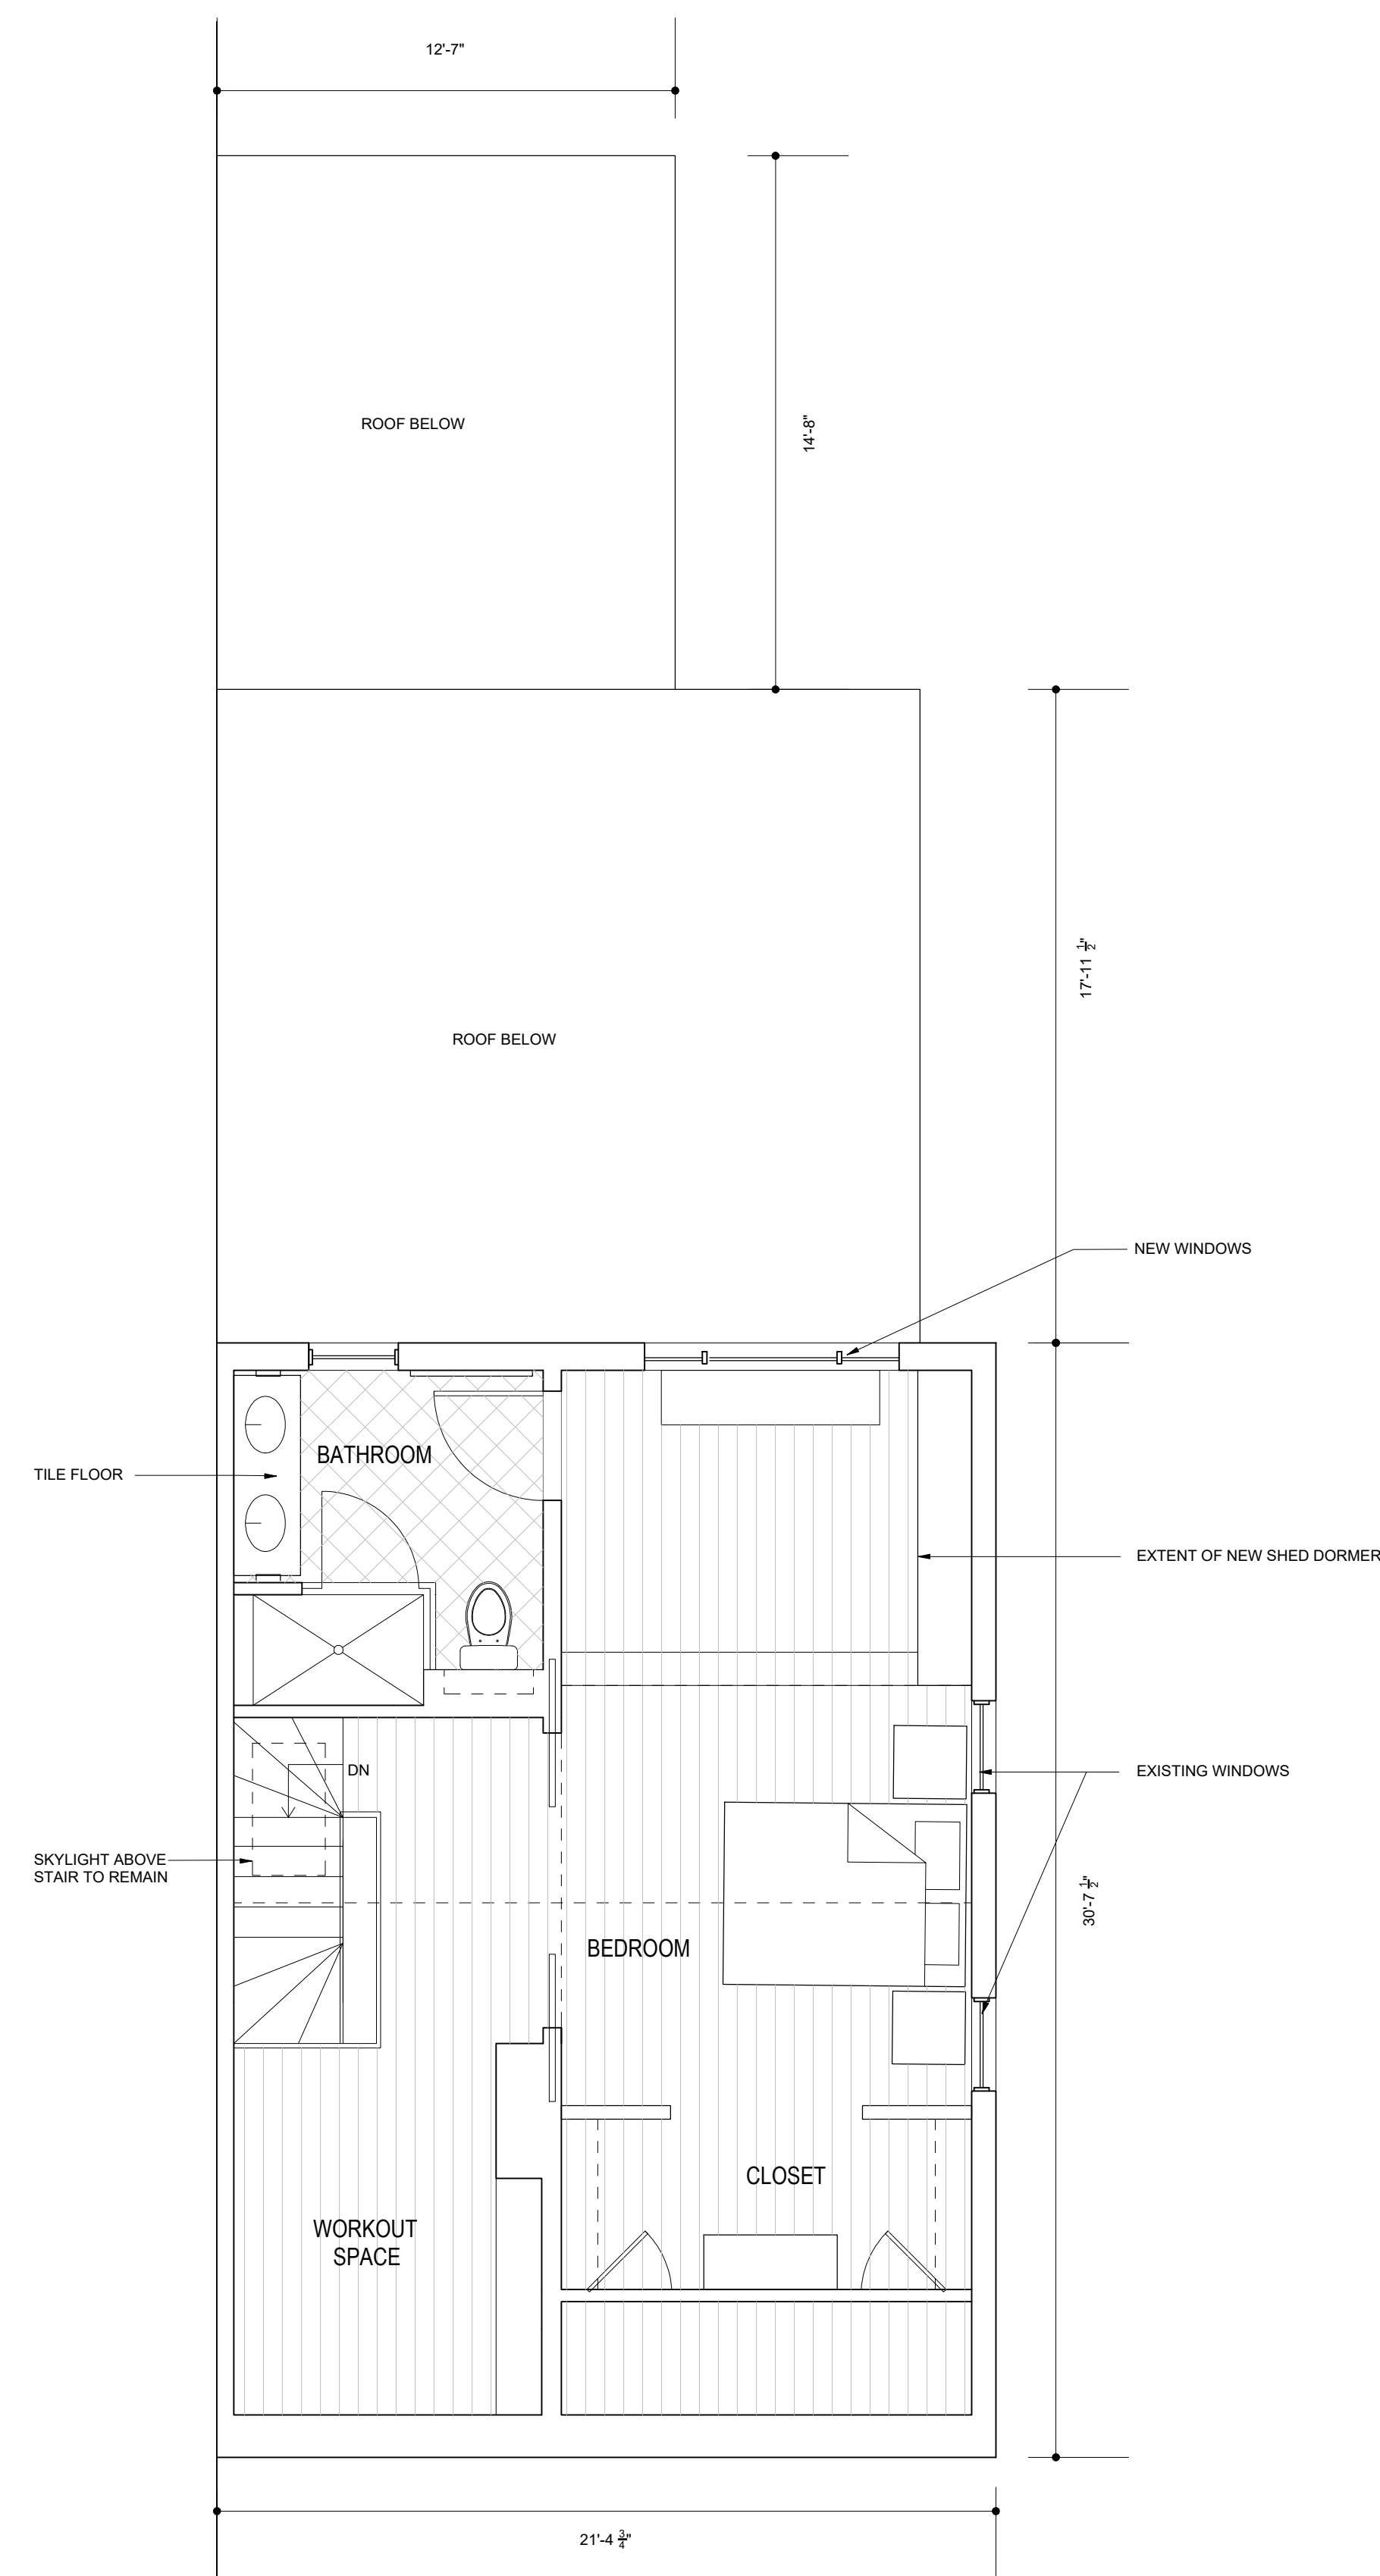 12'-7"
ROOF BELOW
14'-8"
17'-11 1/2"
ROOF BELOW
NEW WINDOWS
BATHROOM
TILE FLOOR
EXTENT OF NEW SHED DORMER
DN
EXISTING WINDOWS
SKYLIGHT ABOVE
STAIR TO REMAIN
30'-7 1/2"
BEDROOM
CLOSET
WORKOUT
SPACE
21'-4 3/4"